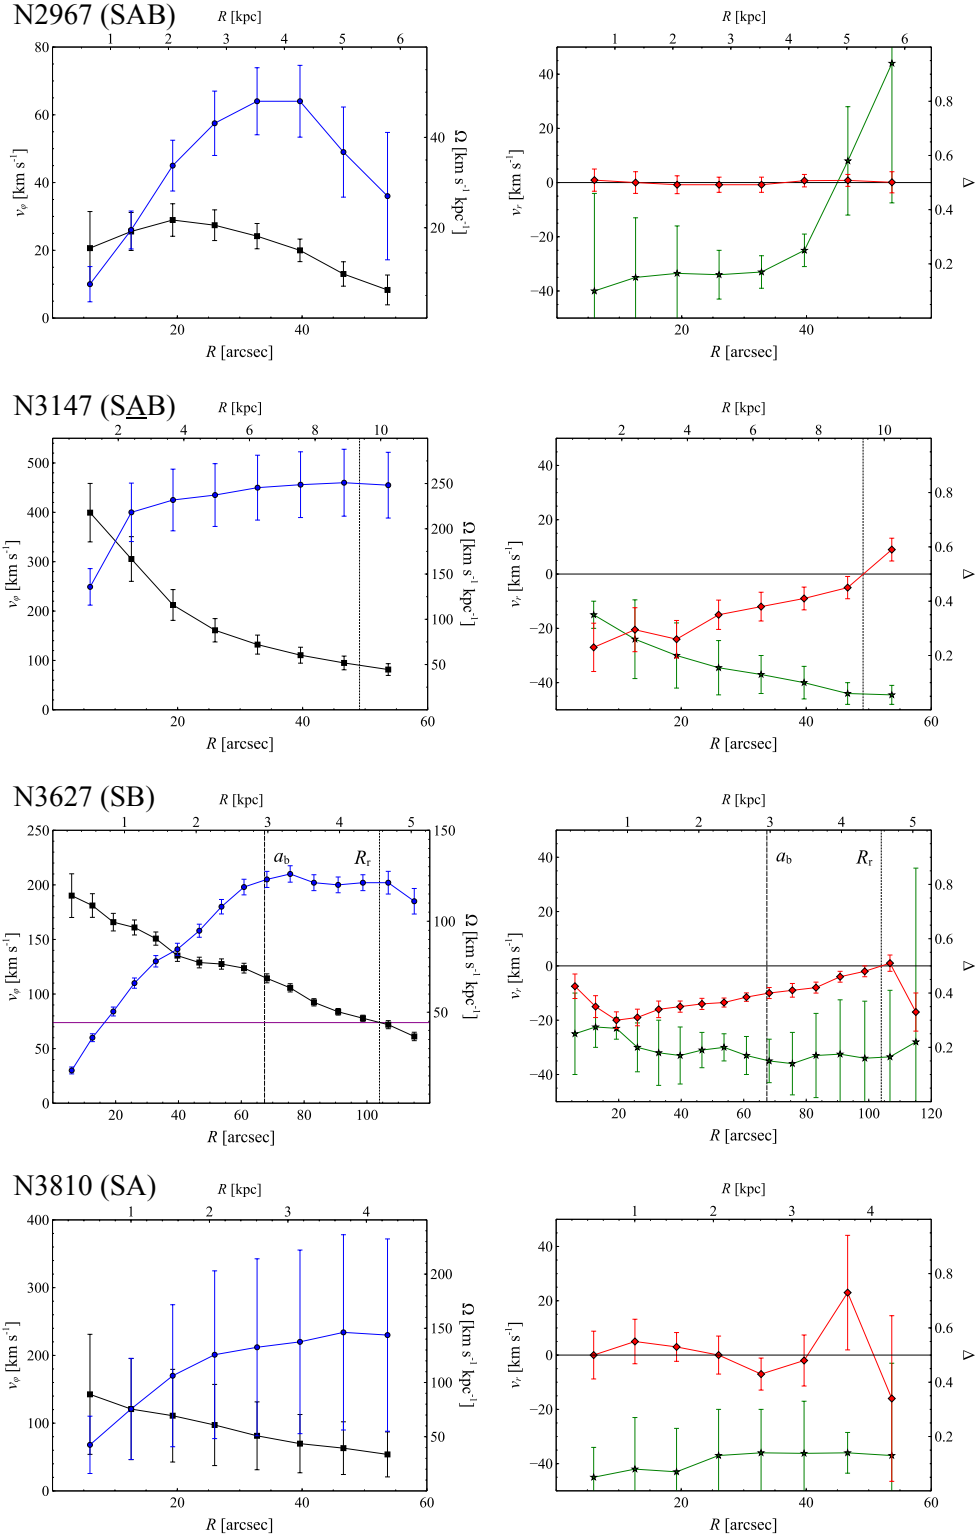 N2967 (SAB)
R [kpc]
1 2 3 4 5 6
80
60
40
20
0
vφ [km s⁻¹]
40
20
Ω [km s⁻¹ kpc⁻¹]
20 40
R [arcsec]
R [kpc]
1 2 3 4 5 6
40
20
0
−20
−40
vr [km s⁻¹]
0.8
0.6
0.4
0.2
Δ
20 40
R [arcsec]
N3147 (SAB)
R [kpc]
2 4 6 8 10
500
400
300
200
100
0
vφ [km s⁻¹]
250
200
150
100
50
Ω [km s⁻¹ kpc⁻¹]
20 40 60
R [arcsec]
R [kpc]
2 4 6 8 10
40
20
0
−20
−40
vr [km s⁻¹]
0.8
0.6
0.4
0.2
Δ
20 40 60
R [arcsec]
N3627 (SB)
R [kpc]
1 2 3 4 5
250
200
150
100
50
0
vφ [km s⁻¹]
ab Rr
150
100
50
Ω [km s⁻¹ kpc⁻¹]
20 40 60 80 100
R [arcsec]
R [kpc]
1 2 3 4 5
40
20
0
−20
−40
vr [km s⁻¹]
ab Rr
0.8
0.6
0.4
0.2
Δ
20 40 60 80 100 120
R [arcsec]
N3810 (SA)
R [kpc]
1 2 3 4
400
300
200
100
0
vφ [km s⁻¹]
200
150
100
50
Ω [km s⁻¹ kpc⁻¹]
20 40 60
R [arcsec]
R [kpc]
1 2 3 4
40
20
0
−20
−40
vr [km s⁻¹]
0.8
0.6
0.4
0.2
Δ
20 40 60
R [arcsec]